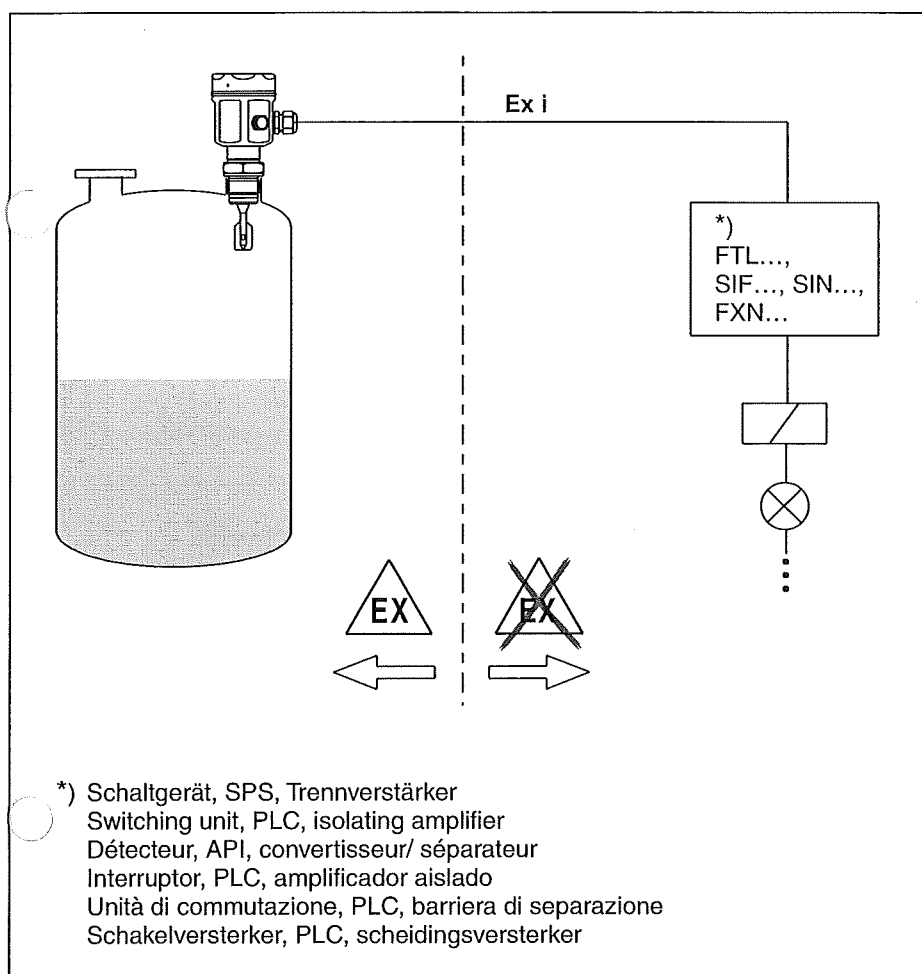 Ex i
*)
FTL...,
SIF..., SIN...,
FXN...
EX
EX
*) Schaltgerät, SPS, Trennverstärker
Switching unit, PLC, isolating amplifier
Détecteur, API, convertisseur/ séparateur
Interruptor, PLC, amplificador aislado
Unità di commutazione, PLC, barriera di separazione
Schakelversterker, PLC, scheidingsversterker